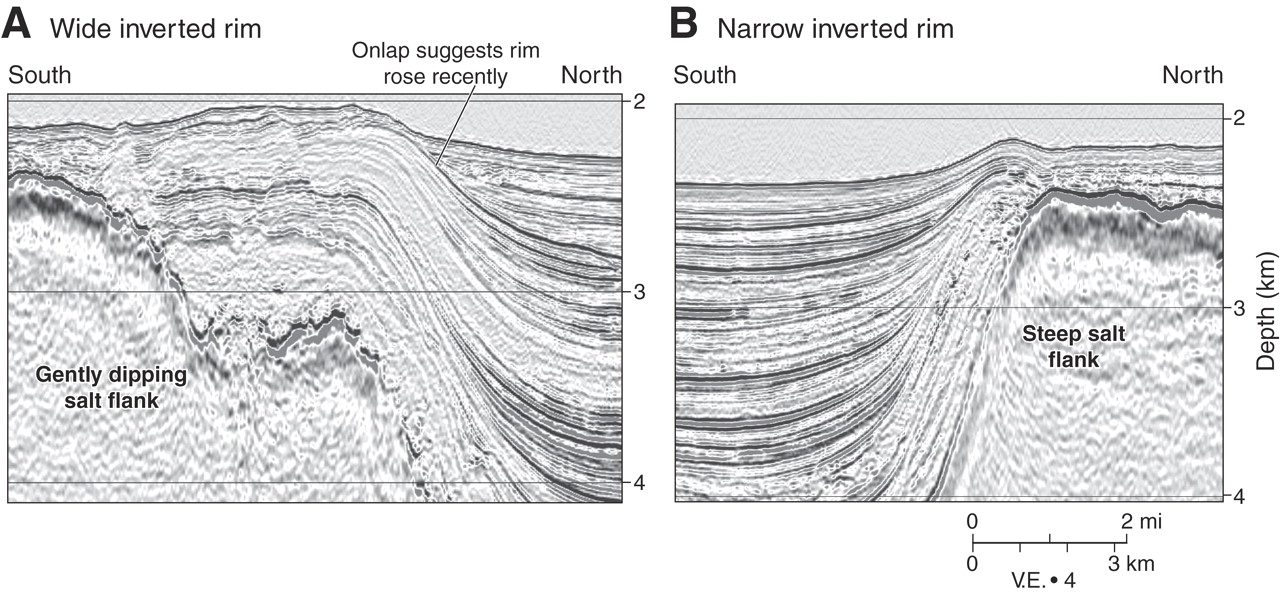 A Wide inverted rim
Onlap suggests rim
rose recently
South
North
2
3
4
Gently dipping
salt flank
B Narrow inverted rim
South
North
2
3
4
Depth (km)
Steep salt
flank
0
2 mi
0
3 km
V.E. • 4